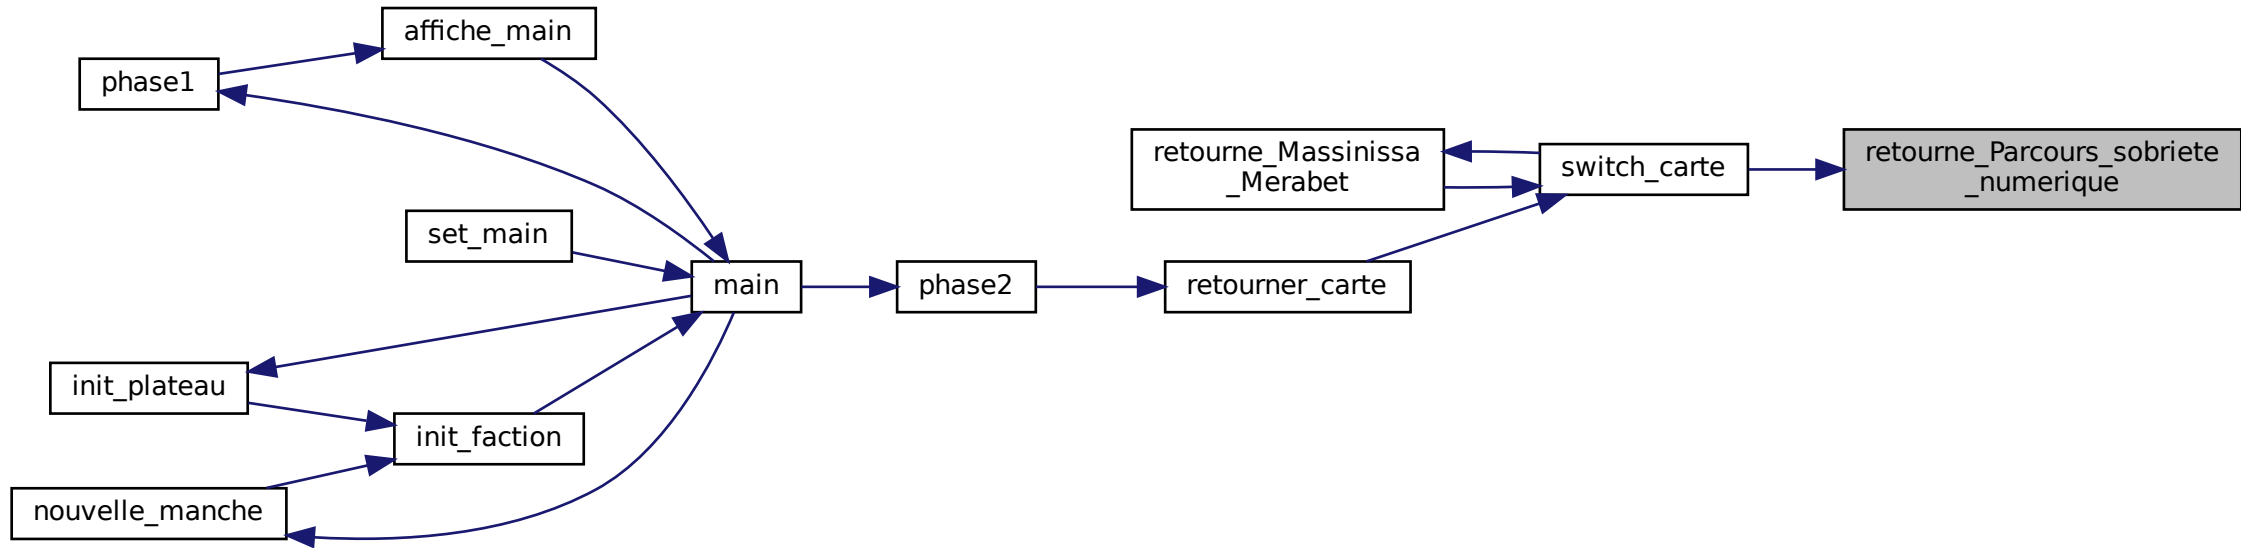 affiche_main
phase1
retourne_Massinissa
_Merabet
switch_carte
retourne_Parcours_sobriete
_numerique
set_main
main
phase2
retourner_carte
init_plateau
init_faction
nouvelle_manche